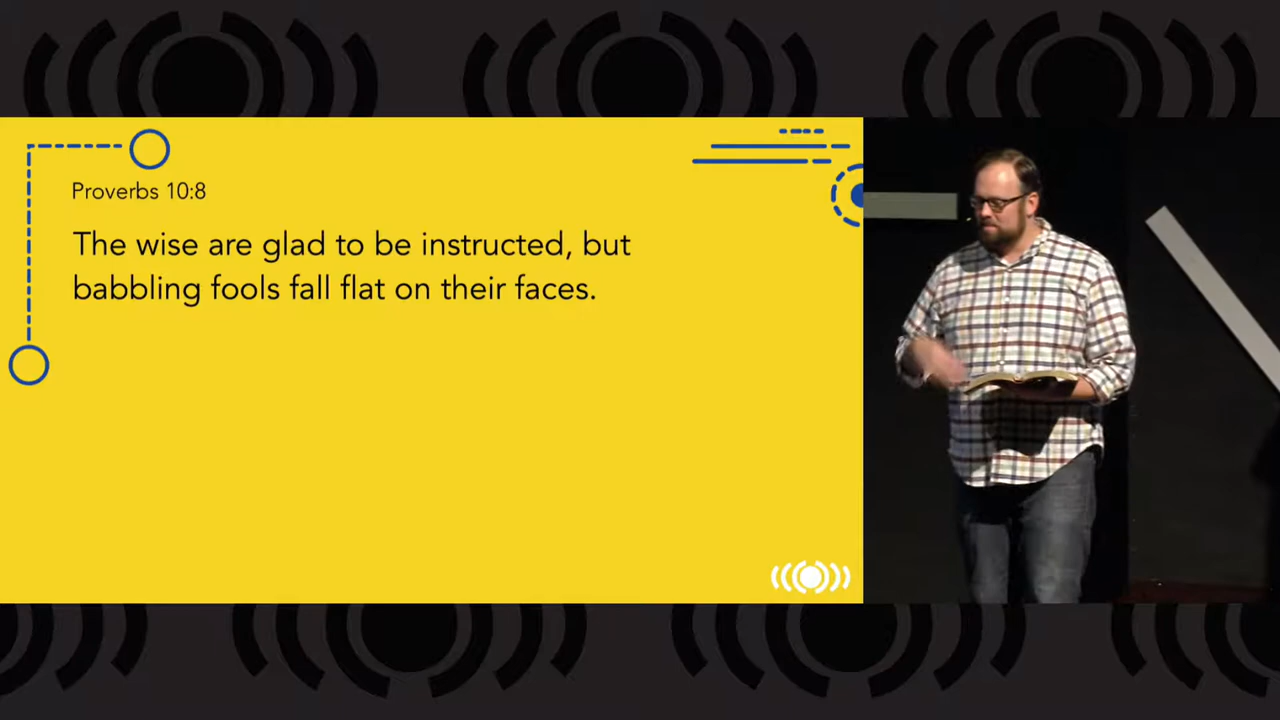 Proverbs 10:8
The wise are glad to be instructed, but
babbling fools fall flat on their faces.